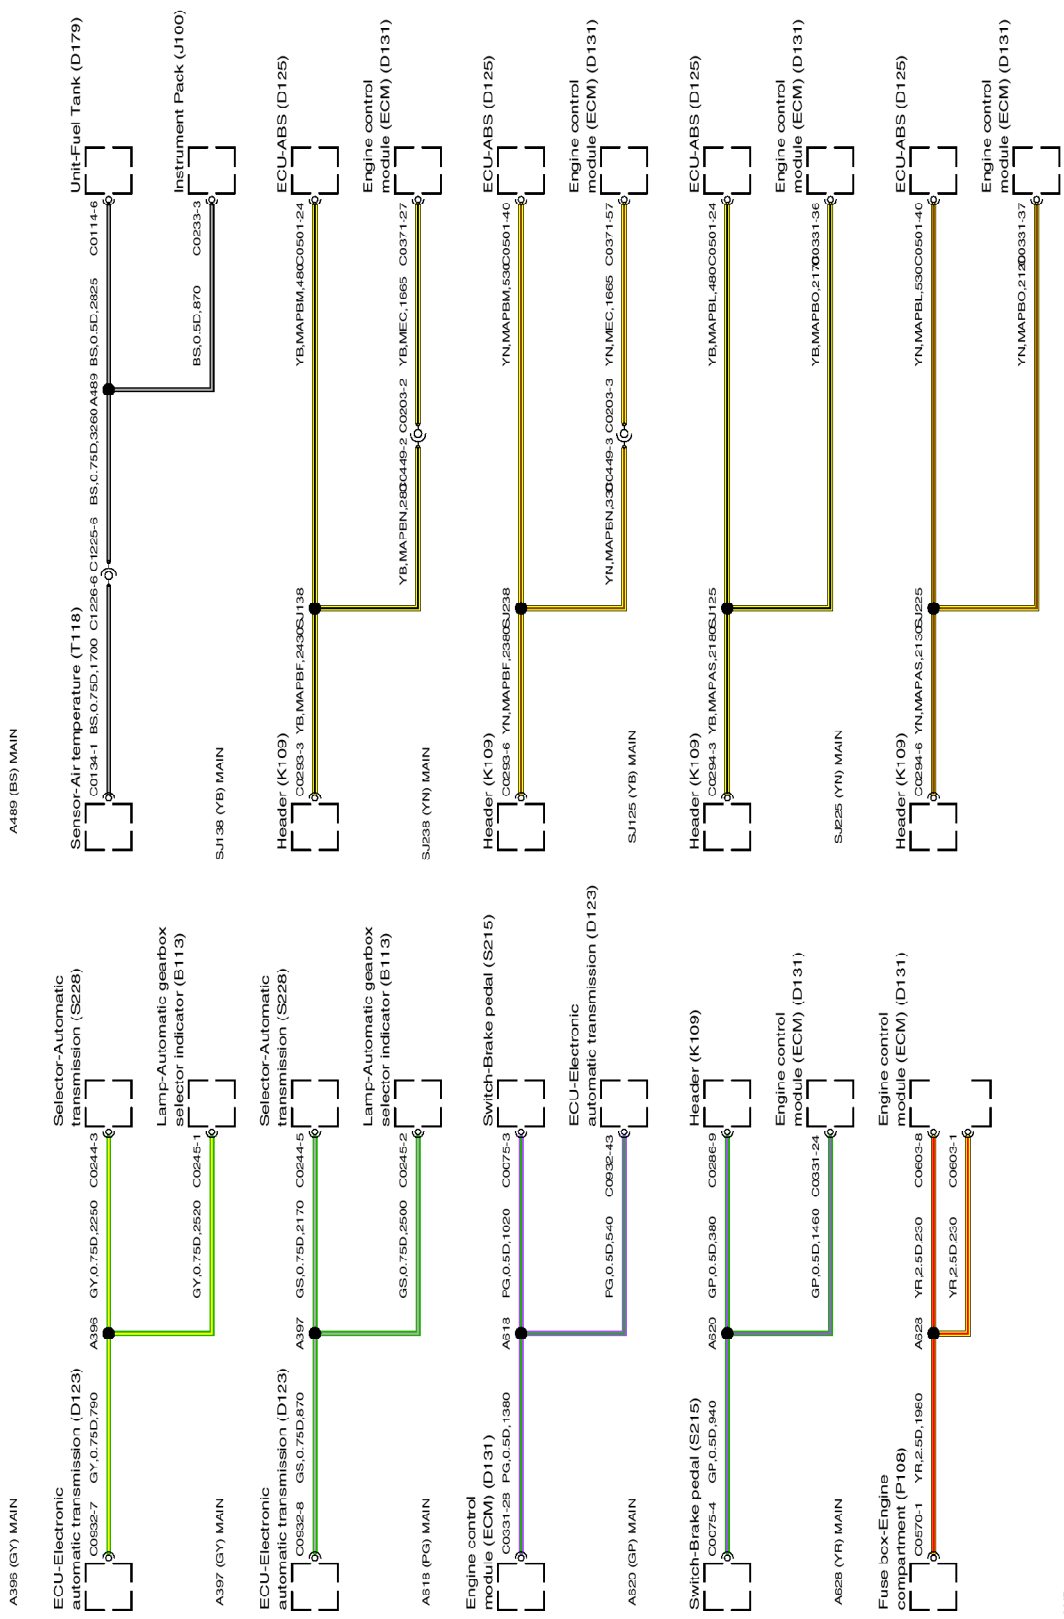 A396 (GY) MAIN
ECU-Electronic
automatic transmission (D123)
C0932-7 GY,0.75D,790 A396 GY,0.75D,2250 C0244-3
Selector-Automatic
transmission (S228)
GY,0.75D,2520 C0245-1
Lamp-Automatic gearbox
selector indicator (B113)
A397 (GY) MAIN
ECU-Electronic
automatic transmission (D123)
C0932-8 GS,0.75D,870 A397 GS,0.75D,2170 C0244-5
Selector-Automatic
transmission (S228)
GS,0.75D,2500 C0245-2
Lamp-Automatic gearbox
selector indicator (B113)
A618 (PG) MAIN
Engine control
module (ECM) (D131)
C0331-28 PG,0.5D,1380 A618 PG,0.5D,1020 C0075-3
Switch-Brake pedal (S215)
PG,0.5D,540 C0932-43
ECU-Electronic
automatic transmission (D123)
A620 (GP) MAIN
Switch-Brake pedal (S215)
C0075-4 GP,0.5D,940 A620 GP,0.5D,380 C0286-9
Header (K109)
GP,0.5D,1460 C0331-24
Engine control
module (ECM) (D131)
A628 (YR) MAIN
Fuse box-Engine
compartment (P108)
C0570-1 YR,2.5D,1980 A628 YR,2.5D,230 C0603-8
Engine control
module (ECM) (D131)
YR,2.5D,230 C0603-1
A489 (BS) MAIN
Sensor-Air temperature (T118)
C0134-1 BS,0.75D,1700 C1226-6 C1225-6 BS,0.75D,3260 A489 BS,0.5D,2825 C0114-6
Unit-Fuel Tank (D179)
BS,0.5D,870 C0233-3
Instrument Pack (J100)
SJ138 (YB) MAIN
Header (K109)
C0293-3 YB,MAPBF,2430 SJ138 YB,MAPBM,480 C0501-24
ECU-ABS (D125)
YB,MAPBN,280 C0449-2 C0203-2 YB,MEC,1665 C0371-27
Engine control
module (ECM) (D131)
SJ238 (YN) MAIN
Header (K109)
C0293-6 YN,MAPBF,2380 SJ238 YN,MAPBM,530 C0501-40
ECU-ABS (D125)
YN,MAPBN,330 C0449-3 C0203-3 YN,MEC,1665 C0371-57
Engine control
module (ECM) (D131)
SJ125 (YB) MAIN
Header (K109)
C0294-3 YB,MAPAS,2180 SJ125 YB,MAPBL,480 C0501-24
ECU-ABS (D125)
YB,MAPBO,2170 C0331-36
Engine control
module (ECM) (D131)
SJ225 (YN) MAIN
Header (K109)
C0294-6 YN,MAPAS,2130 SJ225 YN,MAPBL,530 C0501-40
ECU-ABS (D125)
YN,MAPBO,2120 C0331-37
Engine control
module (ECM) (D131)